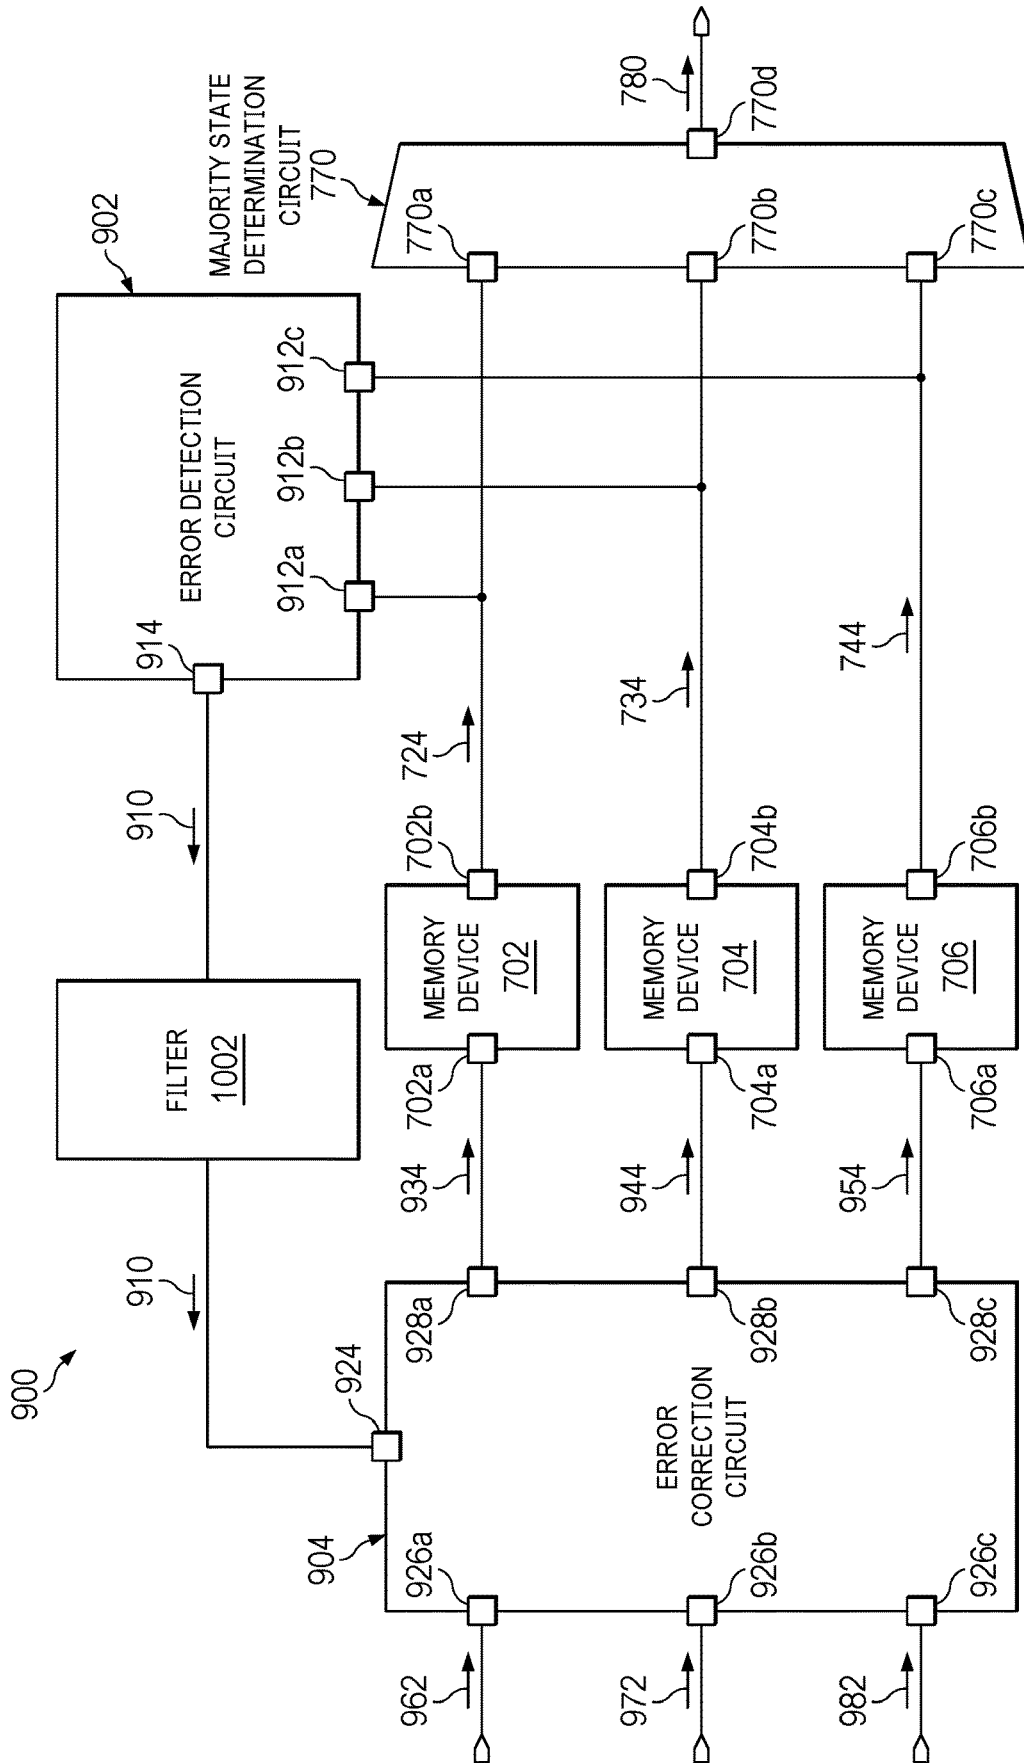 900
910
910
914
902
FILTER
1002
ERROR DETECTION
CIRCUIT
912a
912b
912c
MAJORITY STATE
DETERMINATION
CIRCUIT
770
904
924
962
926a
928a
934
702a
MEMORY
DEVICE
702
702b
724
770a
780
972
926b
ERROR
CORRECTION
CIRCUIT
928b
944
704a
MEMORY
DEVICE
704
704b
734
770b
770d
982
926c
928c
954
706a
MEMORY
DEVICE
706
706b
744
770c